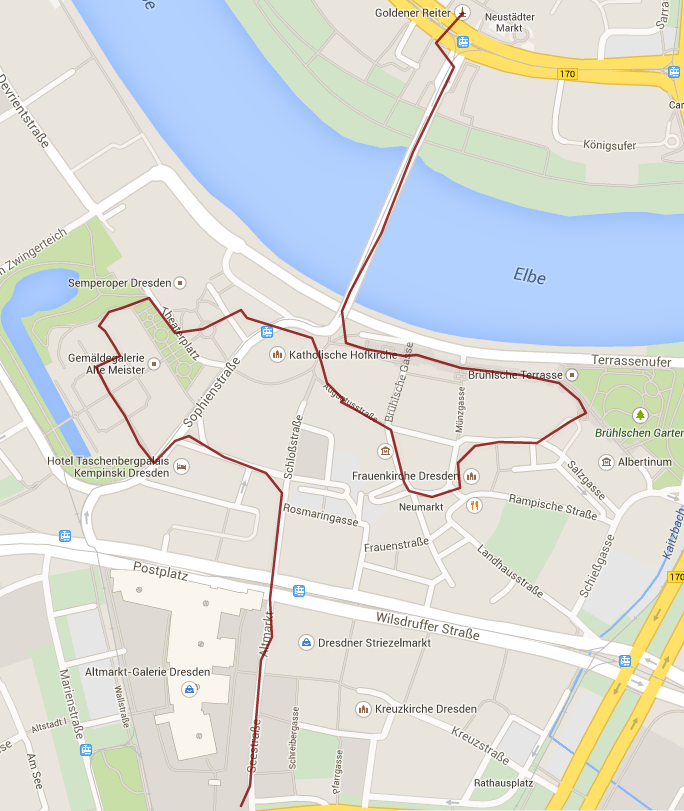 be
Goldener Reiter
Neustädter
Markt
Sarra
170
Car
Königsufer
Devrientstraße
m Zwingerteich
Elbe
Semperoper Dresden
Theaterplatz
Katholische Hofkirche
Terrassenufer
Gemäldegalerie
Alte Meister
Brühlsche Terrasse
Sophienstraße
Augustusstraße
Brühlsche Gasse
Münzgasse
Brühlschen Garten
Schloßstraße
Hotel Taschenbergpalais
Kempinski Dresden
Frauenkirche Dresden
Salzgasse
Albertinum
Neumarkt
Rampische Straße
Rosmaringasse
Frauenstraße
Landhausstraße
Schießgasse
Kaitzbach
170
Postplatz
Wilsdruffer Straße
Altmarkt
Dresdner Striezelmarkt
Altmarkt-Galerie Dresden
Marienstraße
Wallstraße
Altstadt I
Kreuzkirche Dresden
Seestraße
Schreibergasse
Pfarrgasse
Kreuzstraße
Am See
Rathausplatz